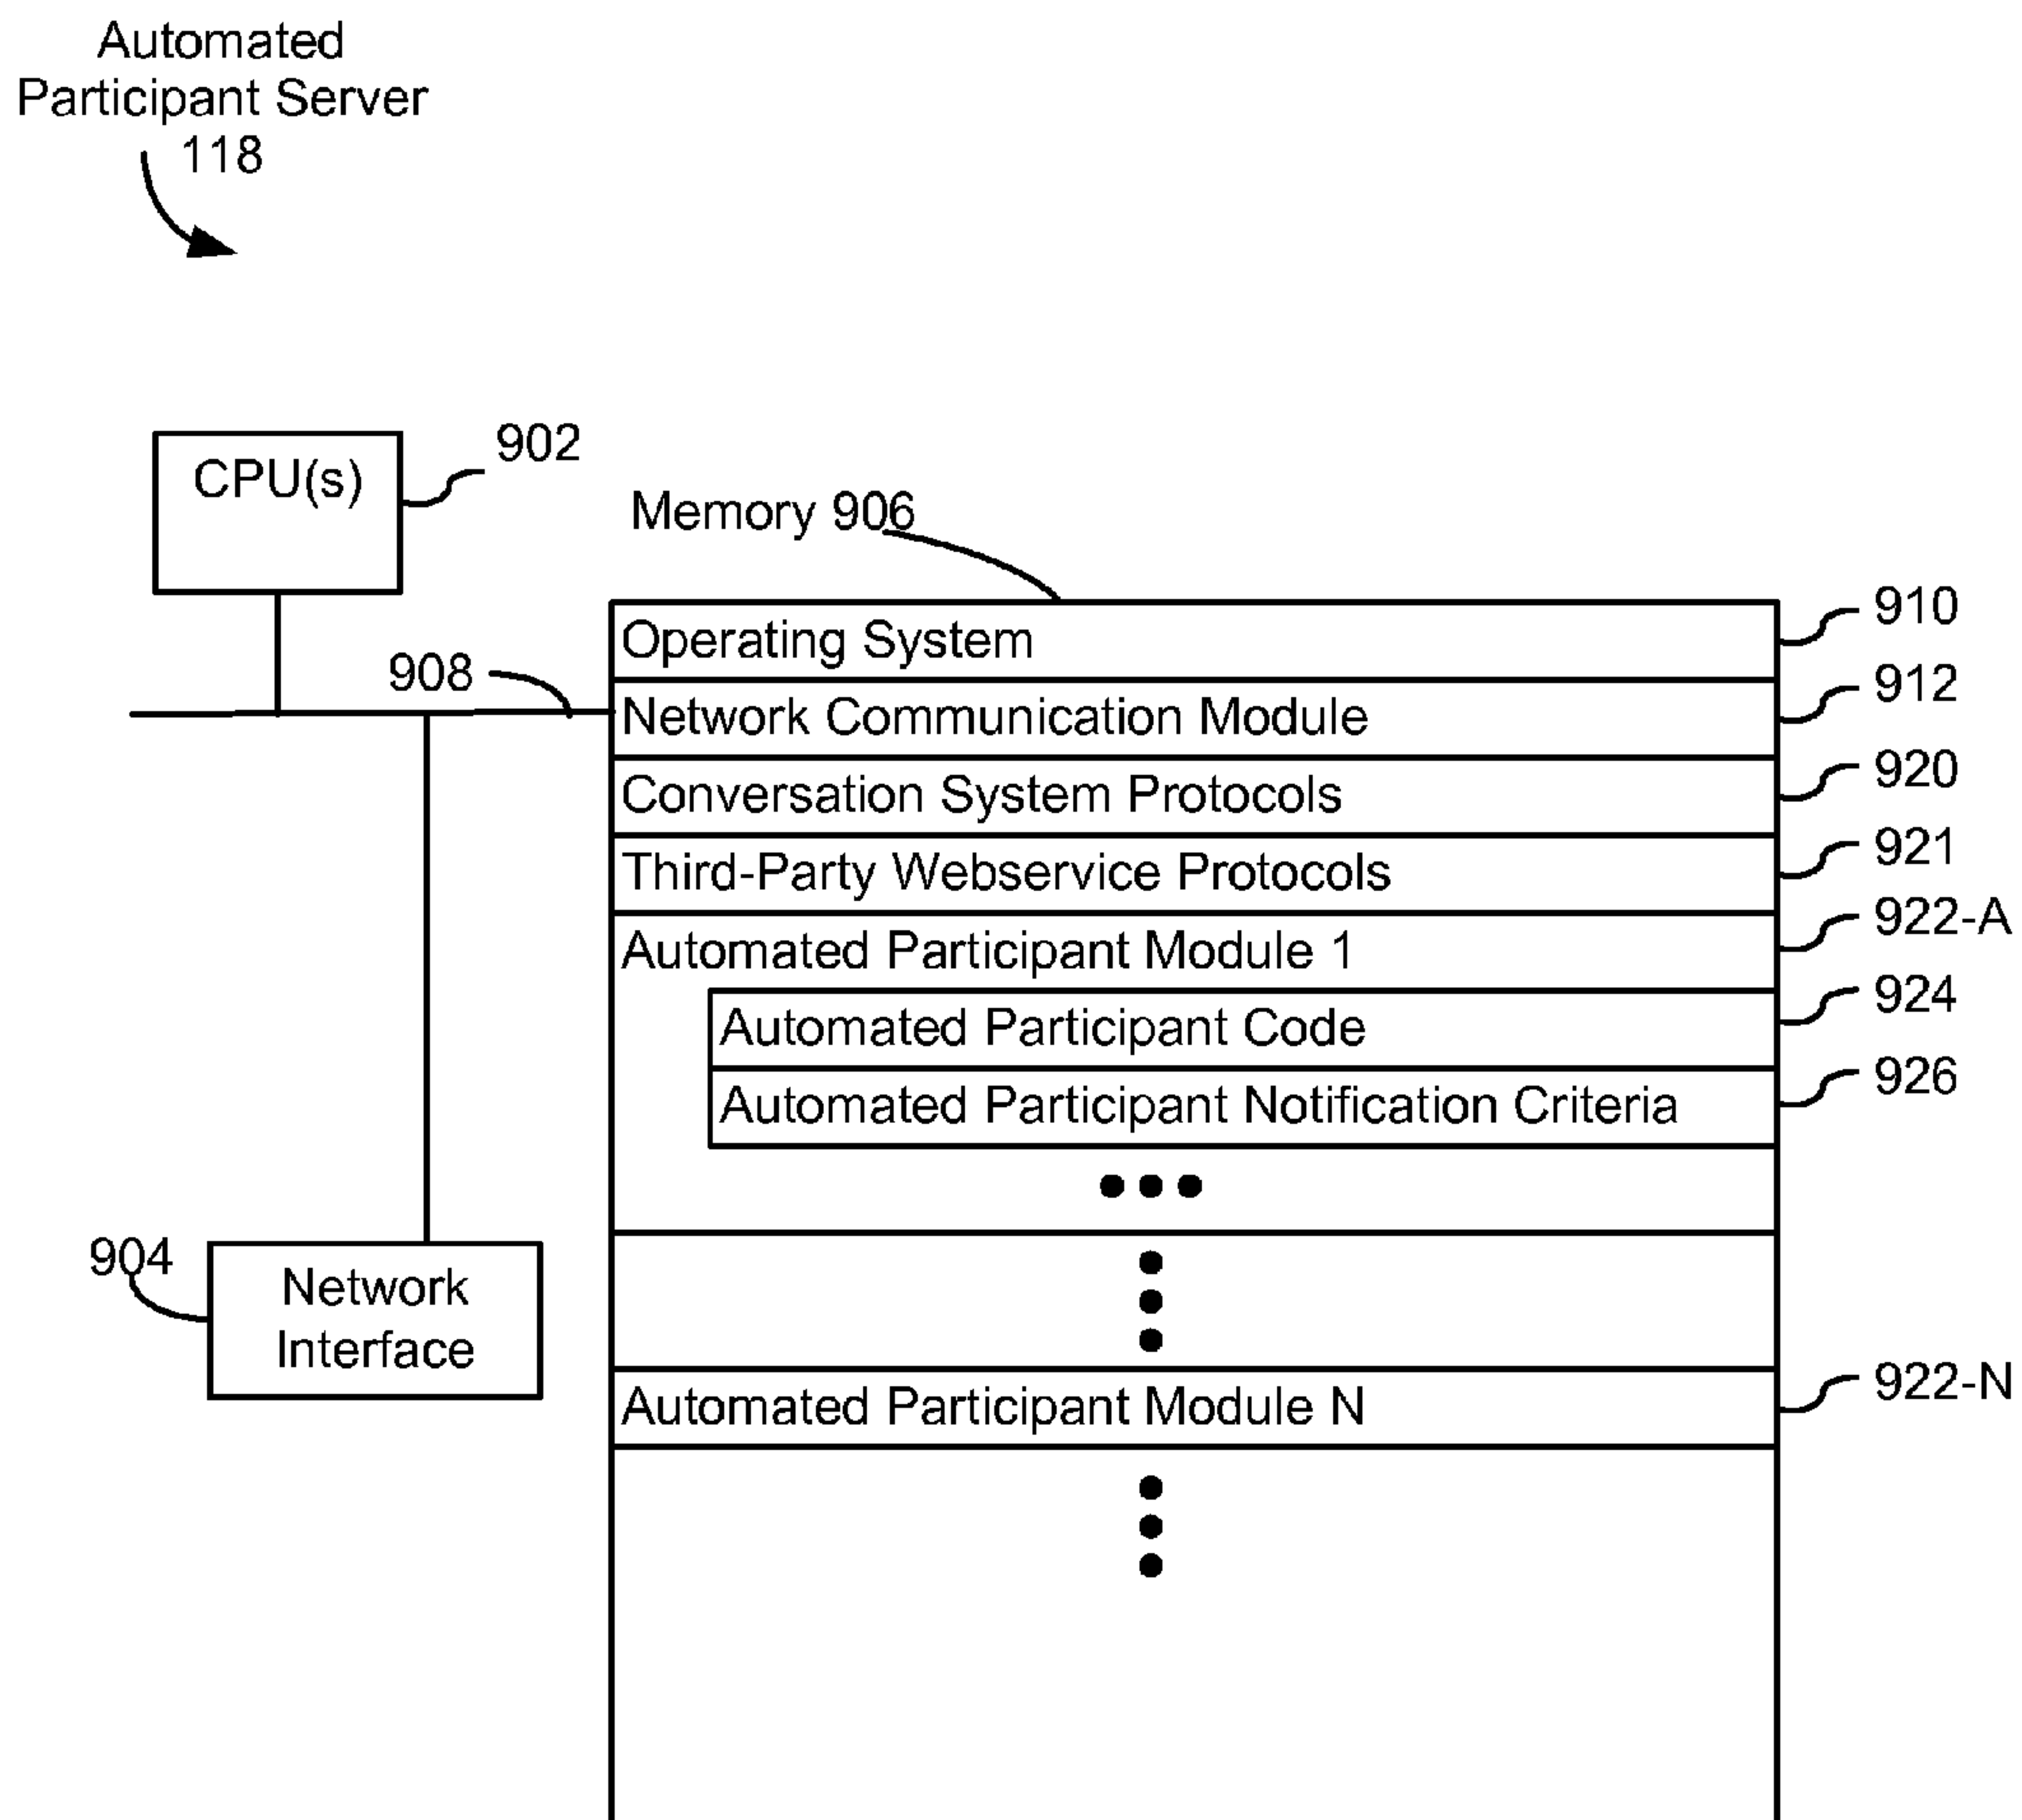 Automated
Participant Server
118
CPU(s)
902
Memory 906
908
Operating System
910
Network Communication Module
912
Conversation System Protocols
920
Third-Party Webservice Protocols
921
Automated Participant Module 1
922-A
Automated Participant Code
924
Automated Participant Notification Criteria
926
904
Network
Interface
Automated Participant Module N
922-N